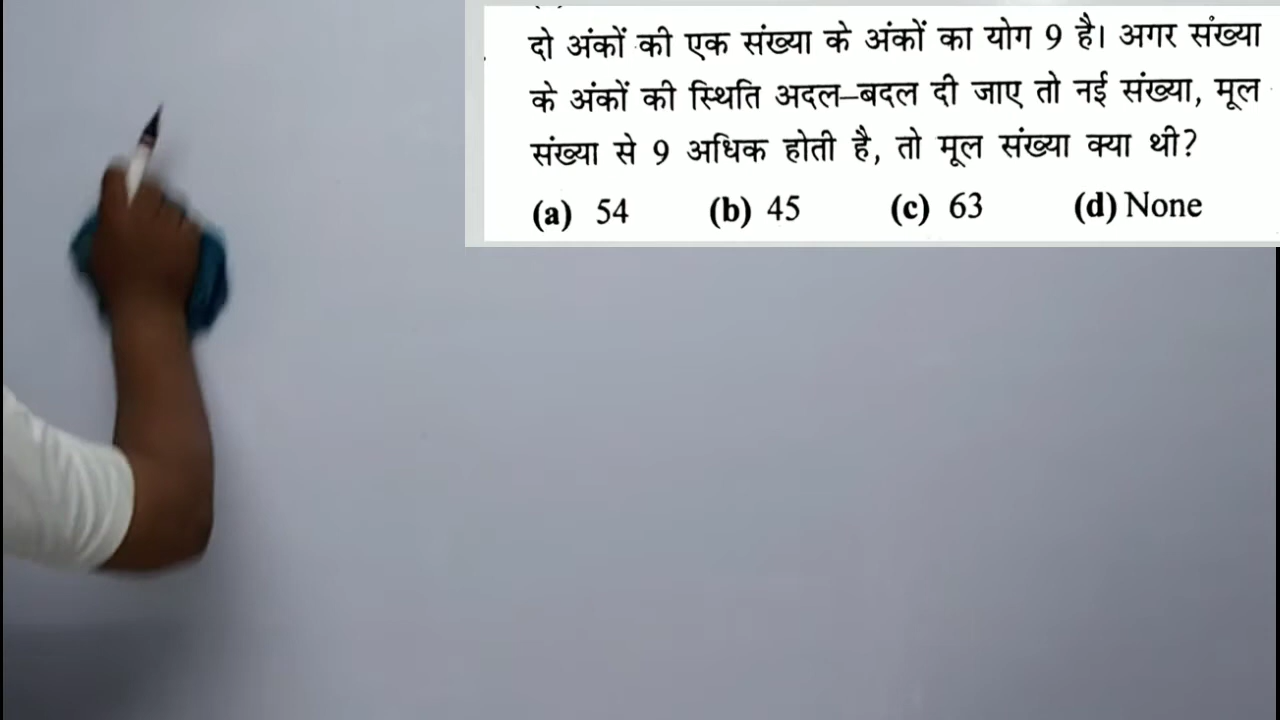 दो अंकों की एक संख्या के अंकों का योग 9 है। अगर संख्या
के अंकों की स्थिति अदल–बदल दी जाए तो नई संख्या, मूल
संख्या से 9 अधिक होती है, तो मूल संख्या क्या थी?
(a) 54 (b) 45 (c) 63 (d) None